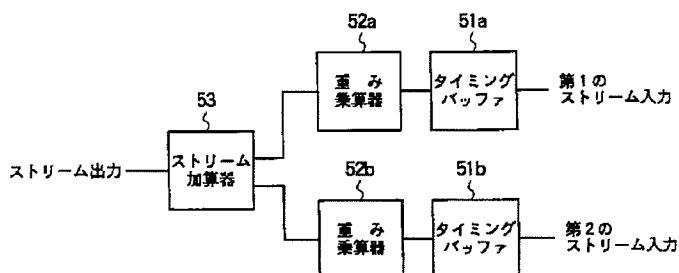 52a
51a
重み
乗算器
タイミング
バッファ
第1の
ストリーム入力
53
ストリーム出力
ストリーム
加算器
52b
51b
重み
乗算器
タイミング
バッファ
第2の
ストリーム入力